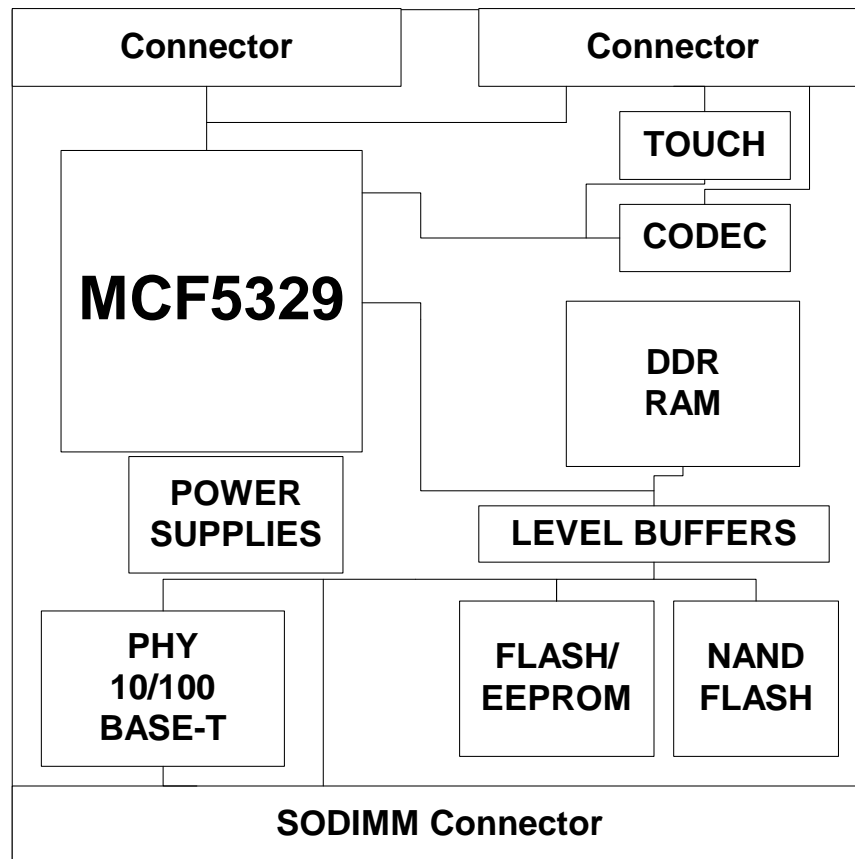 Connector
Connector
TOUCH
CODEC
MCF5329
DDR
RAM
POWER
SUPPLIES
LEVEL BUFFERS
PHY
10/100
BASE-T
FLASH/
EEPROM
NAND
FLASH
SODIMM Connector